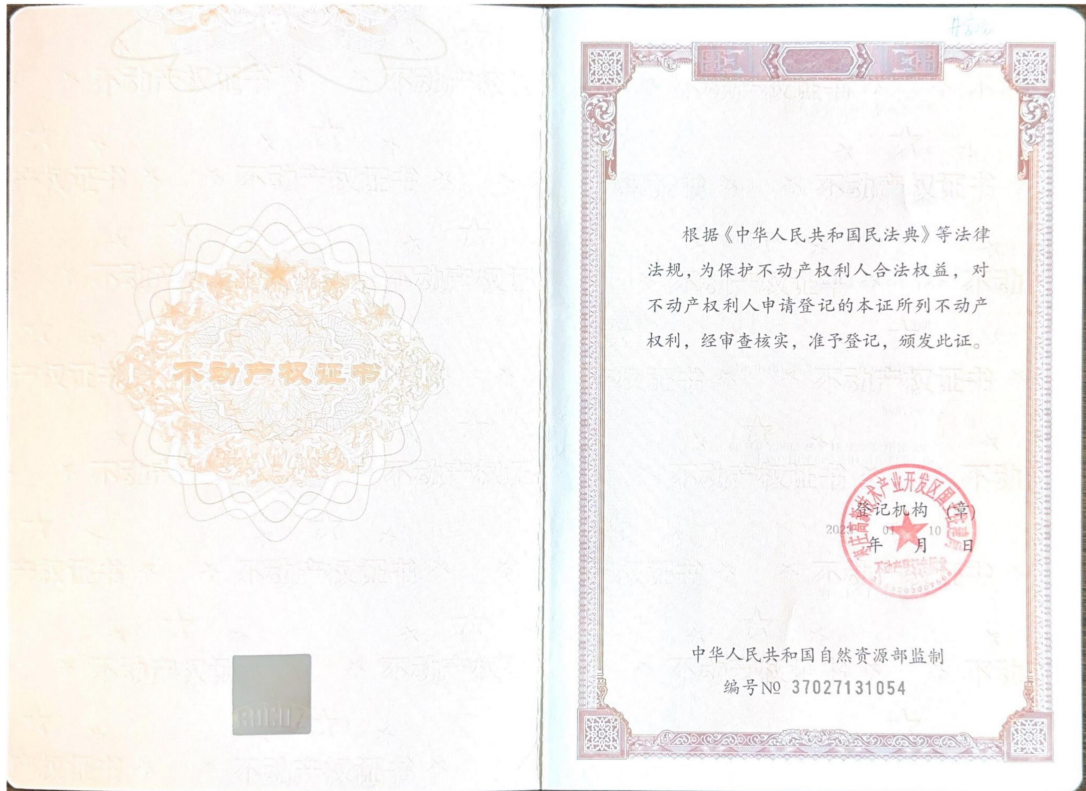 不动产权证书
根据《中华人民共和国民法典》等法律
法规，为保护不动产权利人合法权益，对
不动产权利人申请登记的本证所列不动产
权利，经审查核实，准予登记，颁发此证。
登记机构（章）
01 10
年 月 日
中华人民共和国自然资源部监制
编号№ 37027131054